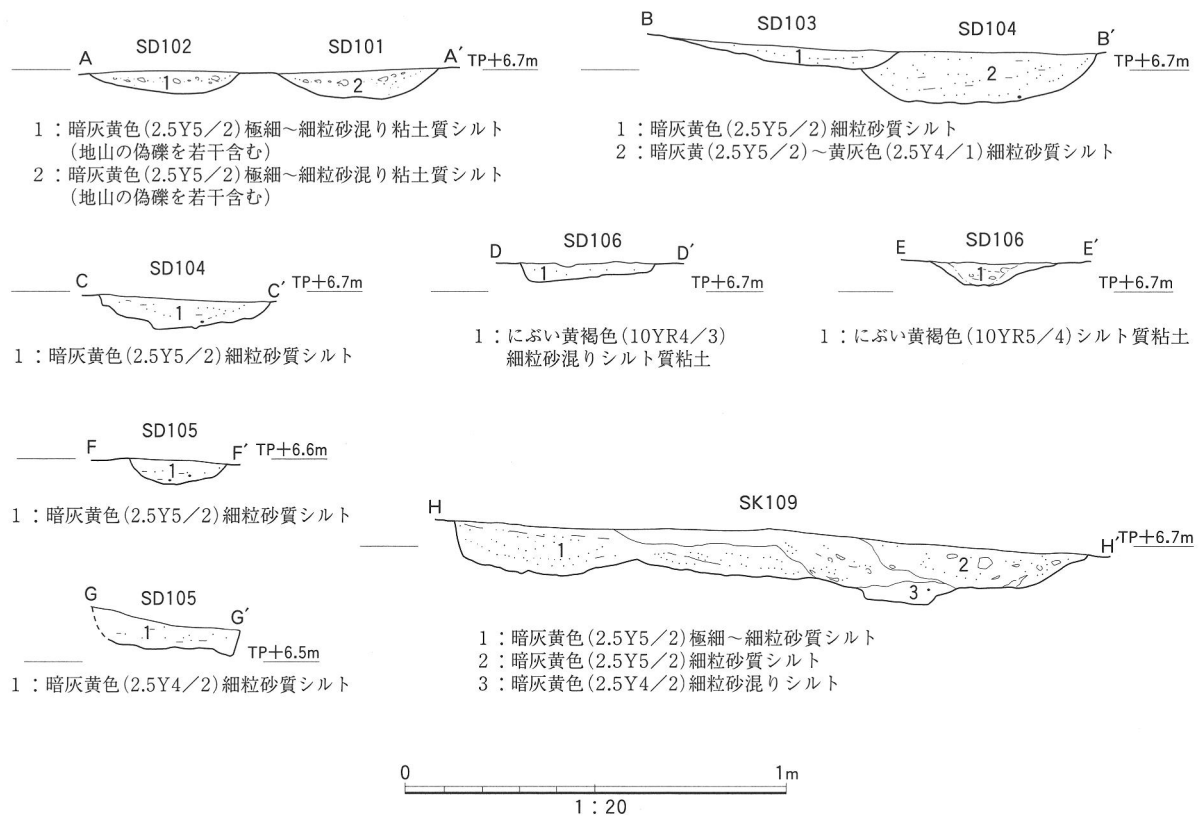 A SD102 SD101 A′ TP+6.7m
1
2
1：暗灰黄色(2.5Y5／2)極細～細粒砂混り粘土質シルト
(地山の偽礫を若干含む)
2：暗灰黄色(2.5Y5／2)極細～細粒砂混り粘土質シルト
(地山の偽礫を若干含む)
B SD103 SD104 B′ TP+6.7m
1
2
1：暗灰黄色(2.5Y5／2)細粒砂質シルト
2：暗灰黄(2.5Y5／2)～黄灰色(2.5Y4／1)細粒砂質シルト
C SD104 C′ TP+6.7m
1
1：暗灰黄色(2.5Y5／2)細粒砂質シルト
D SD106 D′ TP+6.7m
1
1：にぶい黄褐色(10YR4／3)
細粒砂混りシルト質粘土
E SD106 E′ TP+6.7m
1
1：にぶい黄褐色(10YR5／4)シルト質粘土
F SD105 F′ TP+6.6m
1
1：暗灰黄色(2.5Y5／2)細粒砂質シルト
G SD105 G′ TP+6.5m
1
1：暗灰黄色(2.5Y4／2)細粒砂質シルト
H SK109 H′ TP+6.7m
1
2
3
1：暗灰黄色(2.5Y5／2)極細～細粒砂質シルト
2：暗灰黄色(2.5Y5／2)細粒砂質シルト
3：暗灰黄色(2.5Y4／2)細粒砂混りシルト
0 1m
1：20